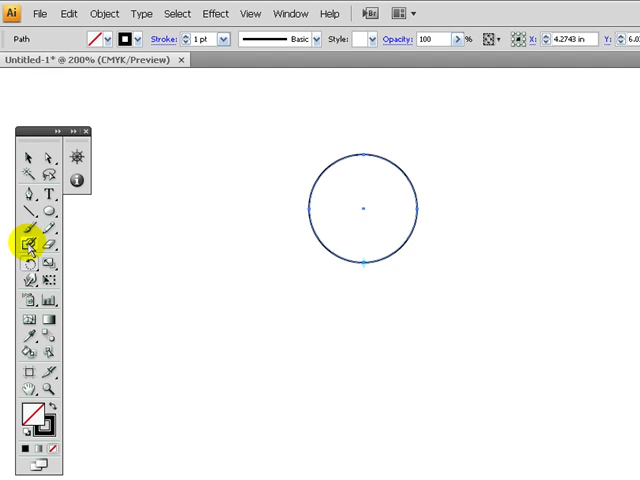 Ai File Edit Object Type Select Effect View Window Help Br
Path Stroke: 1 pt Basic Style: Opacity: 100 % X: 4.2743 in Y:
Untitled-1* @ 200% (CMYK/Preview) ×
T